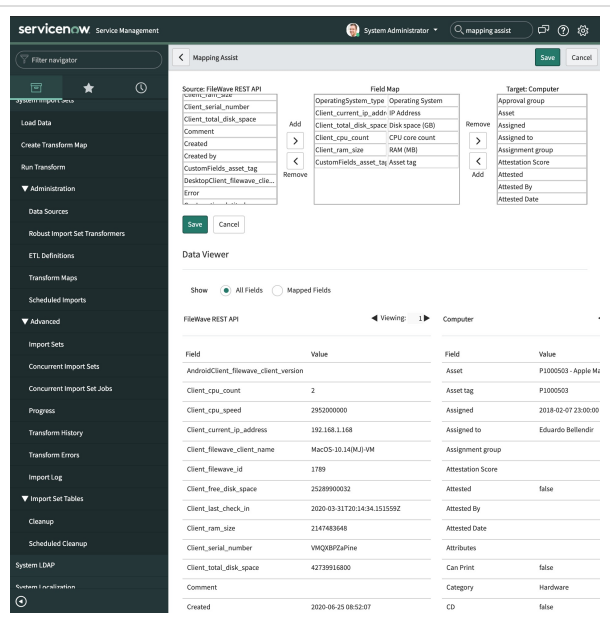 servicenow Service Management
System Administrator
mapping assist
Filter navigator
System Import Sets
Load Data
Create Transform Map
Run Transform
Administration
Data Sources
Robust Import Set Transformers
ETL Definitions
Transform Maps
Scheduled Imports
Advanced
Import Sets
Concurrent Import Sets
Concurrent Import Set Jobs
Progress
Transform History
Transform Errors
Import Log
Import Set Tables
Cleanup
Scheduled Cleanup
System LDAP
System Localization
Mapping Assist
Save Cancel
Source: FileWave REST API
Client_ram_size
Client_serial_number
Client_total_disk_space
Comment
Created
Created by
CustomFields_asset_tag
DesktopClient_filewave_clie...
Error
Add
Remove
Field Map
OperatingSystem_type Operating System
Client_current_ip_addr IP Address
Client_total_disk_space Disk space (GB)
Client_cpu_count CPU core count
Client_ram_size RAM (MB)
CustomFields_asset_tag Asset tag
Remove
Add
Target: Computer
Approval group
Asset
Assigned
Assigned to
Assignment group
Attestation Score
Attested
Attested By
Attested Date
Save Cancel
Data Viewer
Show All Fields Mapped Fields
FileWave REST API Viewing: 1
Field Value
AndroidClient_filewave_client_version
Client_cpu_count 2
Client_cpu_speed 2952000000
Client_current_ip_address 192.168.1.168
Client_filewave_client_name MacOS-10.14(MJ)-VM
Client_filewave_id 1789
Client_free_disk_space 25289900032
Client_last_check_in 2020-03-31T20:14:34.151559Z
Client_ram_size 2147483648
Client_serial_number VMQXBPZaPine
Client_total_disk_space 42739916800
Comment
Created 2020-06-25 08:52:07
Computer
Field Value
Asset P1000503 - Apple Ma
Asset tag P1000503
Assigned 2018-02-07 23:00:00
Assigned to Eduardo Bellendir
Assignment group
Attestation Score
Attested false
Attested By
Attested Date
Attributes
Can Print false
Category Hardware
CD false